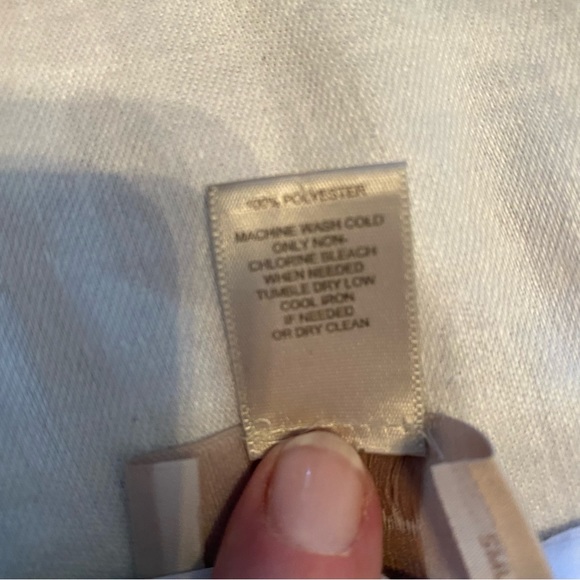 100% POLYESTER
MACHINE WASH COLD
ONLY NON-
CHLORINE BLEACH
WHEN NEEDED
TUMBLE DRY LOW
COOL IRON
IF NEEDED
OR DRY CLEAN